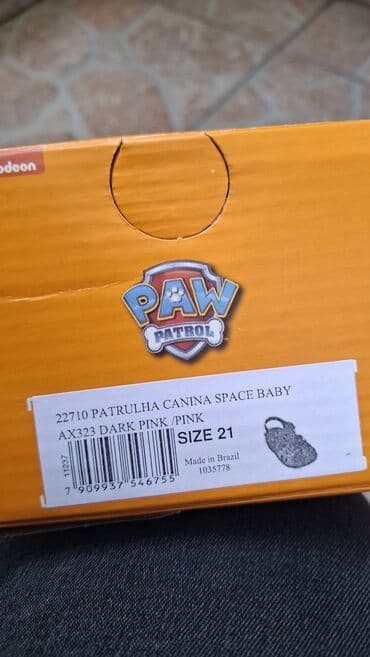 odeon
PAW
PATROL
22710 PATRULHA CANINA SPACE BABY
AX323 DARK PINK /PINK
SIZE 21
11237
Made in Brazil
1035778
7 909937 546755